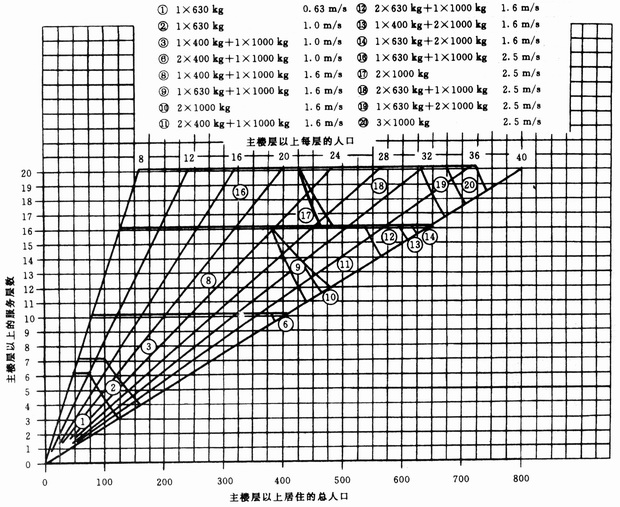 ① 1×630 kg 0.63 m/s ⑫ 2×630 kg+1×1000 kg 1.6 m/s
② 1×630 kg 1.0 m/s ⑬ 1×400 kg+2×1000 kg 1.6 m/s
③ 1×400 kg+1×1000 kg 1.0 m/s ⑭ 1×630 kg+2×1000 kg 1.6 m/s
⑥ 2×400 kg+1×1000 kg 1.0 m/s ⑯ 1×630 kg+1×1000 kg 2.5 m/s
⑧ 1×400 kg+1×1000 kg 1.6 m/s ⑰ 2×1000 kg 2.5 m/s
⑨ 1×630 kg+1×1000 kg 1.6 m/s ⑱ 2×630 kg+1×1000 kg 2.5 m/s
⑩ 2×1000 kg 1.6 m/s ⑲ 1×630 kg+2×1000 kg 2.5 m/s
⑪ 2×400 kg+1×1000 kg 1.6 m/s ⑳ 3×1000 kg 2.5 m/s
主楼层以上每层的人口
8 12 16 20 24 28 32 36 40
20
19
18 ⑯ ⑱ ⑲ ⑳
17 ⑰
16
15 ⑫ ⑬ ⑭
14 ⑨ ⑪
13
12 ⑧
11 ⑩
10
9 ⑥
8 ③
7
6
5 ②
4
3 ①
2
1
0
主楼层以上的服务层数
0 100 200 300 400 500 600 700 800
主楼层以上居住的总人口